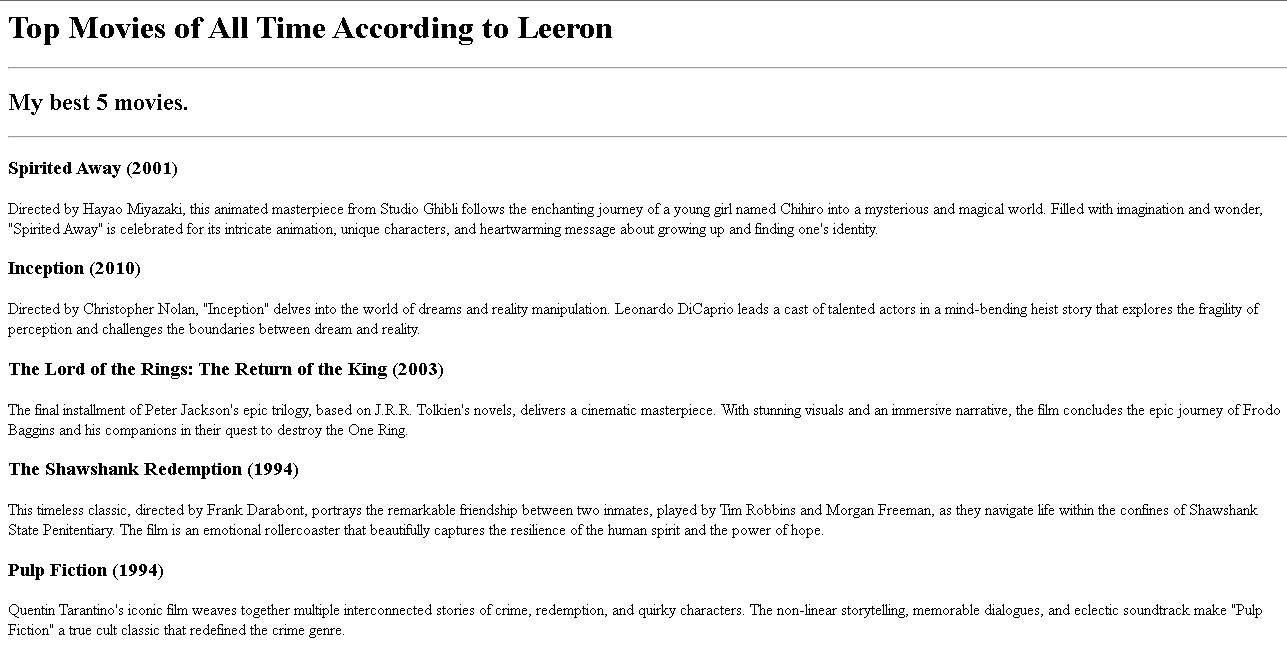 Top Movies of All Time According to Leeron
My best 5 movies.
Spirited Away (2001)
Directed by Hayao Miyazaki, this animated masterpiece from Studio Ghibli follows the enchanting journey of a young girl named Chihiro into a mysterious and magical world. Filled with imagination and wonder,
"Spirited Away" is celebrated for its intricate animation, unique characters, and heartwarming message about growing up and finding one's identity.
Inception (2010)
Directed by Christopher Nolan, "Inception" delves into the world of dreams and reality manipulation. Leonardo DiCaprio leads a cast of talented actors in a mind-bending heist story that explores the fragility of
perception and challenges the boundaries between dream and reality.
The Lord of the Rings: The Return of the King (2003)
The final installment of Peter Jackson's epic trilogy, based on J.R.R. Tolkien's novels, delivers a cinematic masterpiece. With stunning visuals and an immersive narrative, the film concludes the epic journey of Frodo
Baggins and his companions in their quest to destroy the One Ring.
The Shawshank Redemption (1994)
This timeless classic, directed by Frank Darabont, portrays the remarkable friendship between two inmates, played by Tim Robbins and Morgan Freeman, as they navigate life within the confines of Shawshank
State Penitentiary. The film is an emotional rollercoaster that beautifully captures the resilience of the human spirit and the power of hope.
Pulp Fiction (1994)
Quentin Tarantino's iconic film weaves together multiple interconnected stories of crime, redemption, and quirky characters. The non-linear storytelling, memorable dialogues, and eclectic soundtrack make "Pulp
Fiction" a true cult classic that redefined the crime genre.